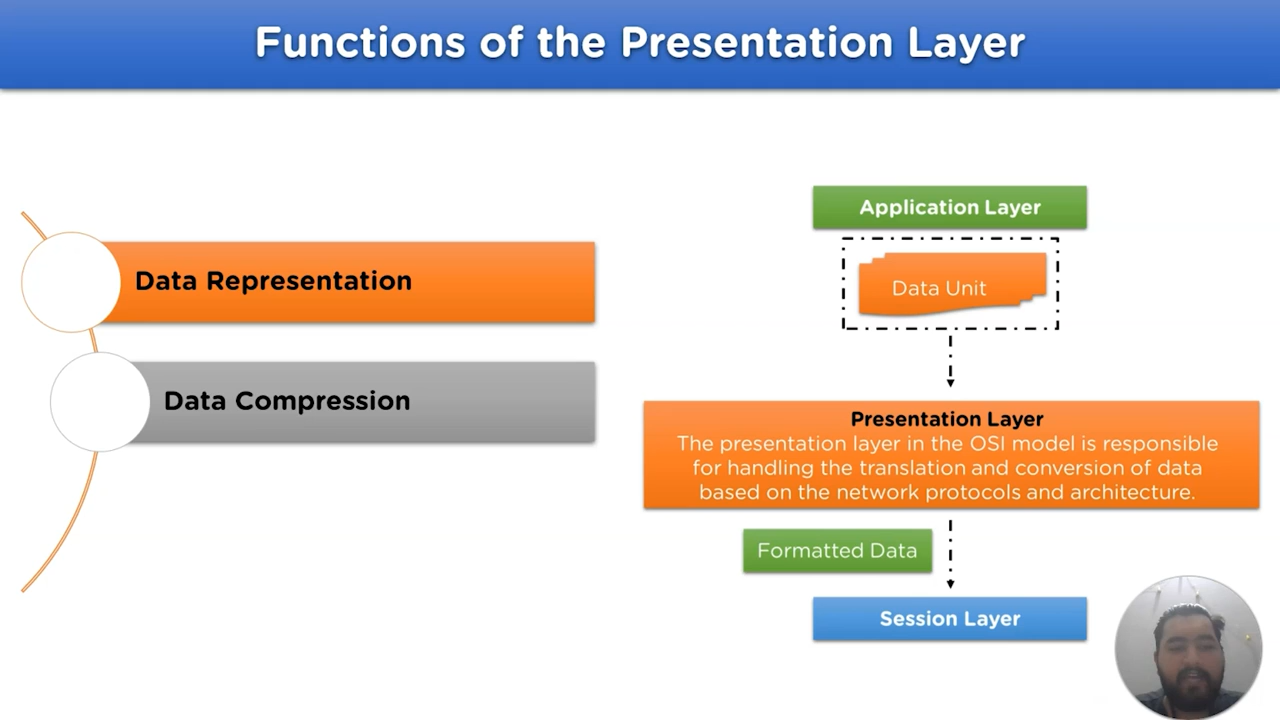 Functions of the Presentation Layer
Data Representation
Data Compression
Application Layer
Data Unit
Presentation Layer
The presentation layer in the OSI model is responsible
for handling the translation and conversion of data
based on the network protocols and architecture.
Formatted Data
Session Layer